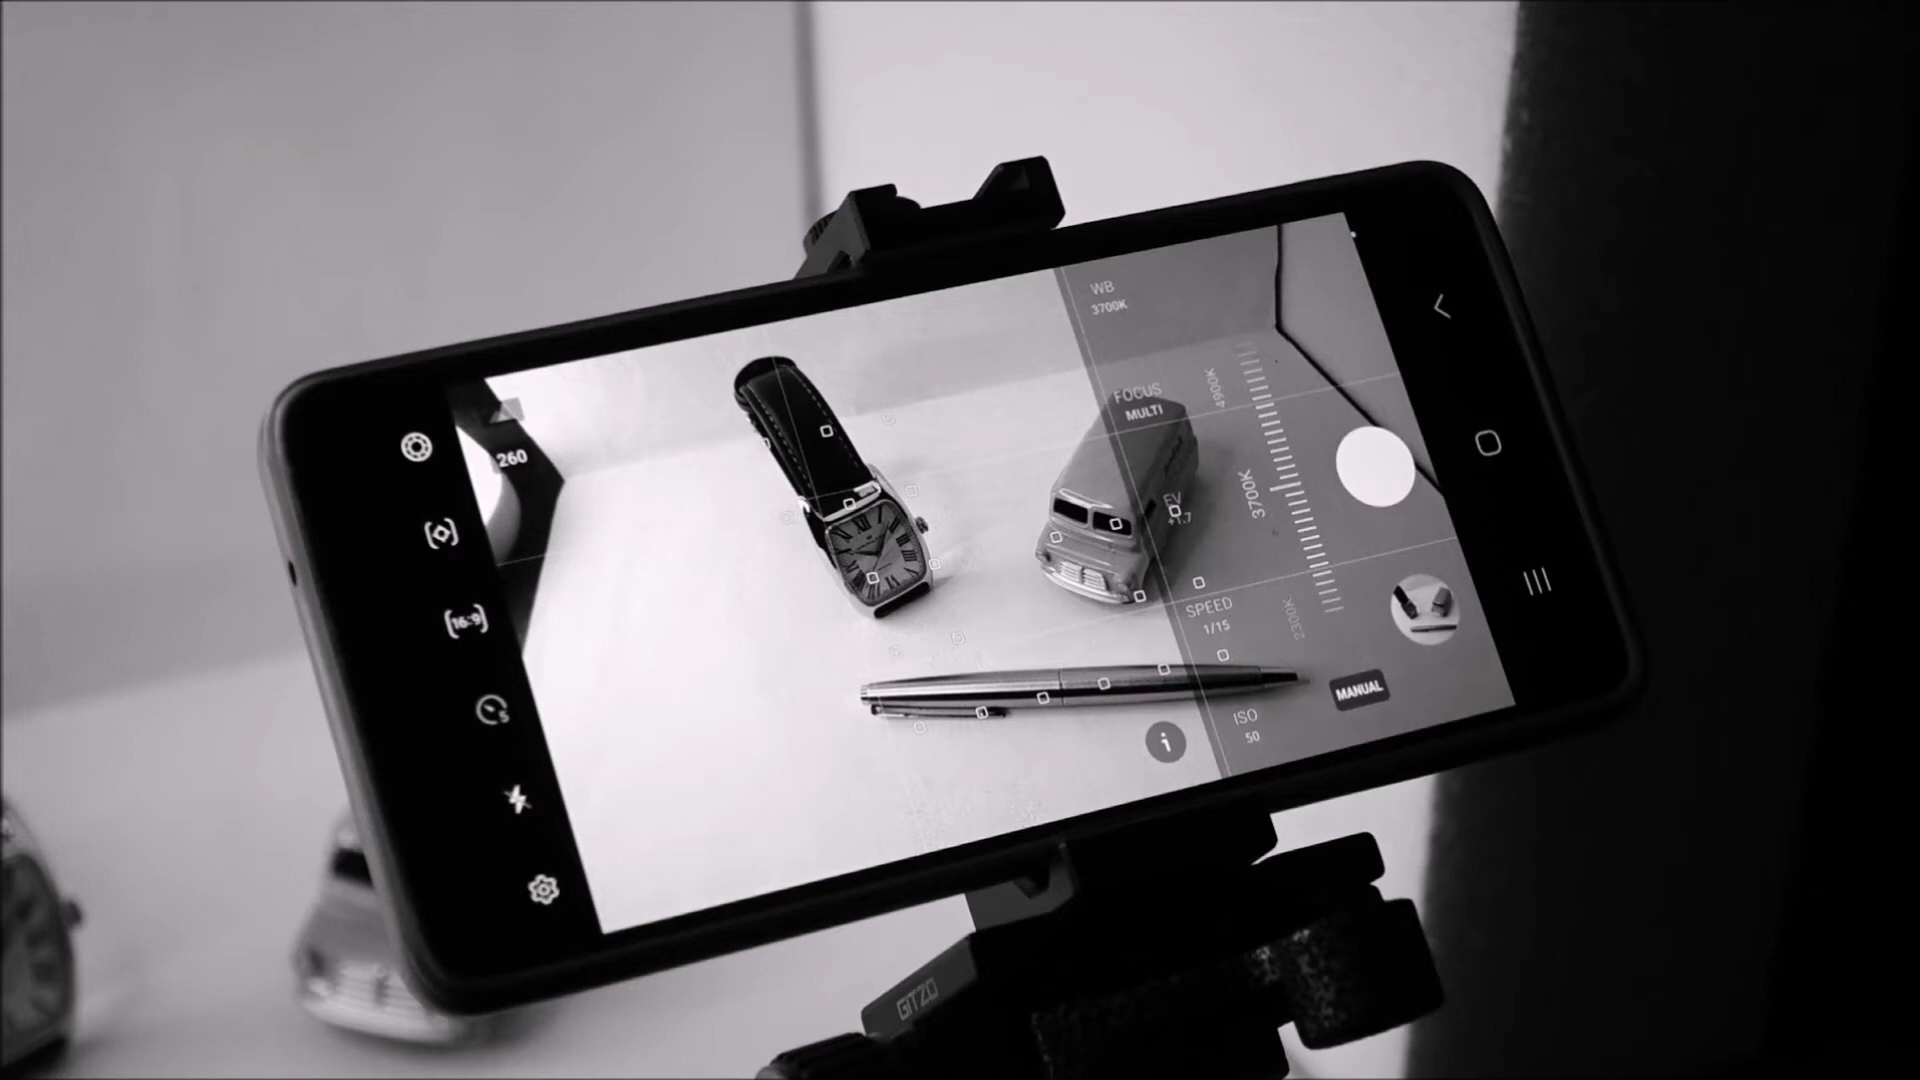 WB
3700K
260
FOCUS
MULTI
4900K
3700K
2300K
EV
+1.7
16:9
SPEED
1/15
5
MANUAL
ISO
50
i
GITZO